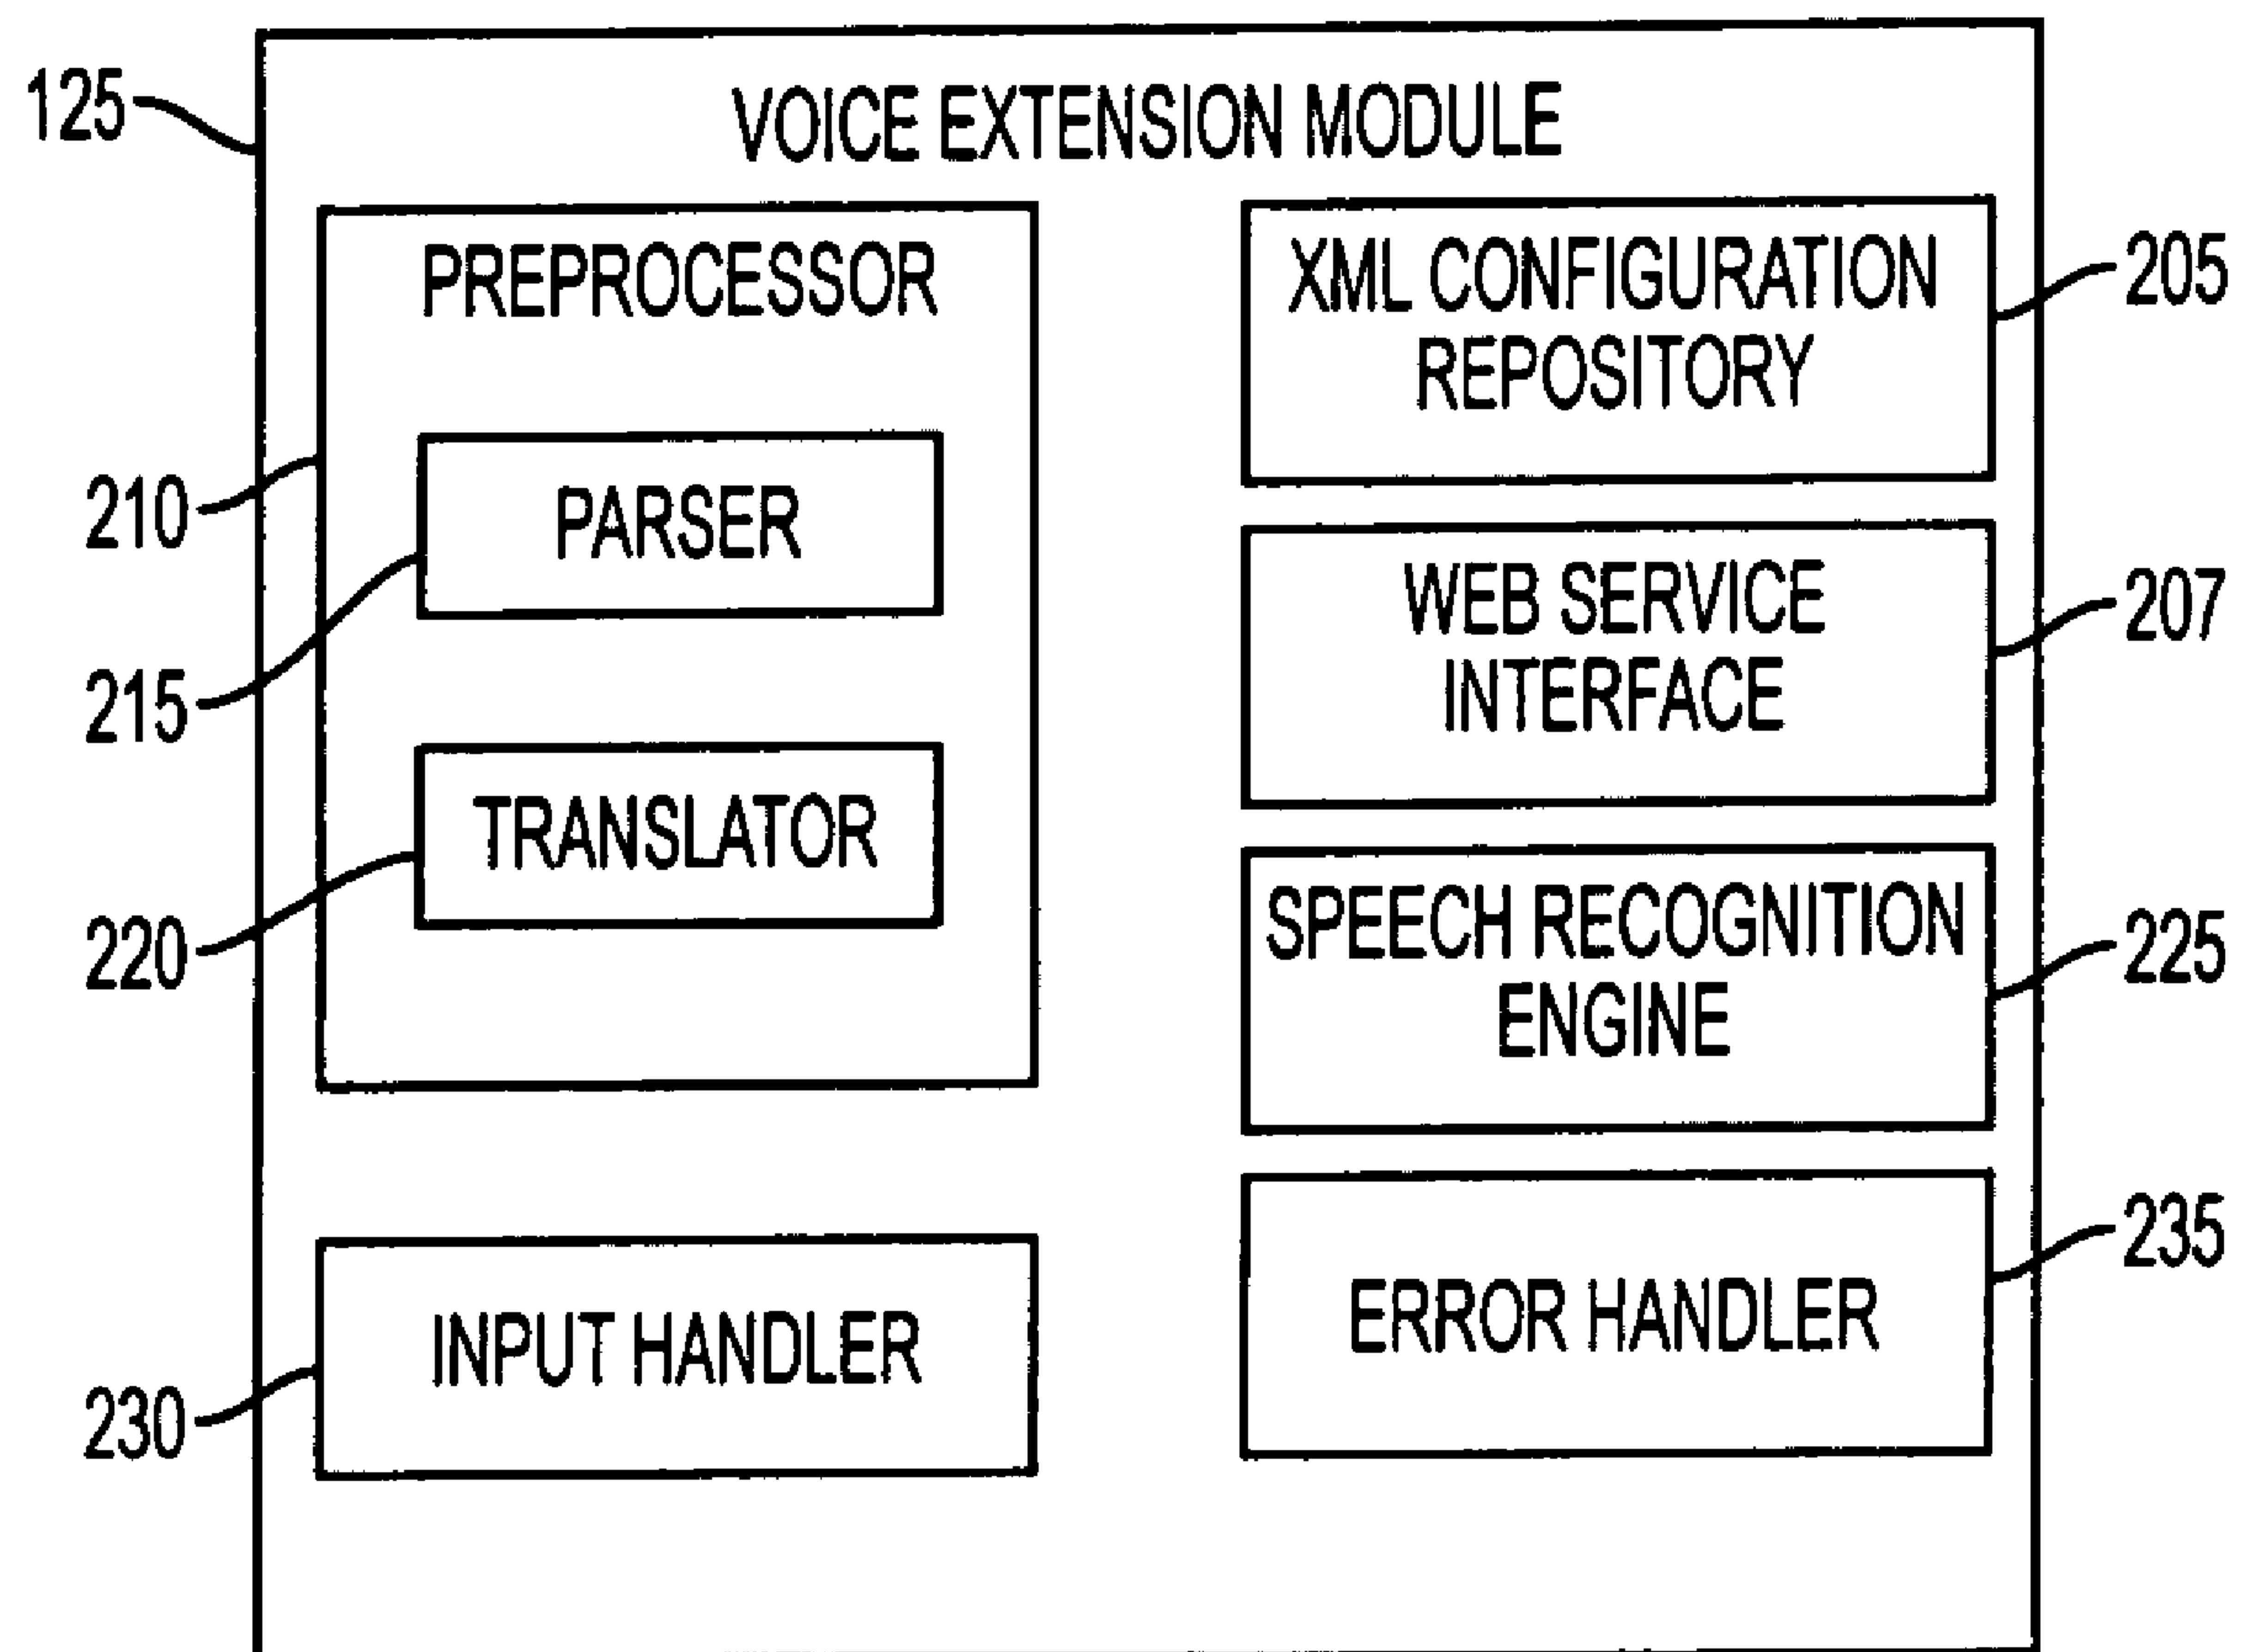 125
VOICE EXTENSION MODULE
PREPROCESSOR
210
PARSER
215
TRANSLATOR
220
INPUT HANDLER
230
XML CONFIGURATION
REPOSITORY
205
WEB SERVICE
INTERFACE
207
SPEECH RECOGNITION
ENGINE
225
ERROR HANDLER
235